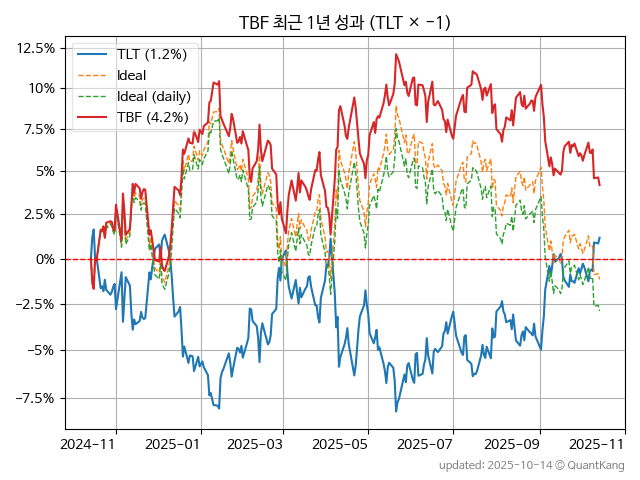 TBF 최근 1년 성과 (TLT × −1)
TLT (1.2%)
Ideal
Ideal (daily)
TBF (4.2%)
12.5%
10%
7.5%
5%
2.5%
0%
−2.5%
−5%
−7.5%
2024−11
2025−01
2025−03
2025−05
2025−07
2025−09
2025−11
updated: 2025-10-14 © QuantKang